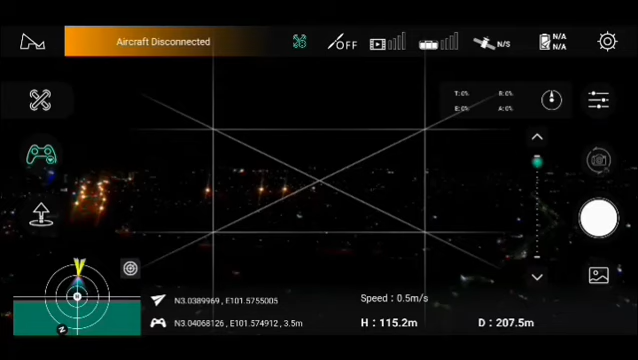 Aircraft Disconnected
OFF
N/S
N/A
N/A
T: 0%
R: 0%
E: 0%
A: 0%
N3.0389969 , E101.5755005
Speed : 0.5m/s
N3.04068126 , E101.574912 , 3.5m
H : 115.2m
D : 207.5m
N